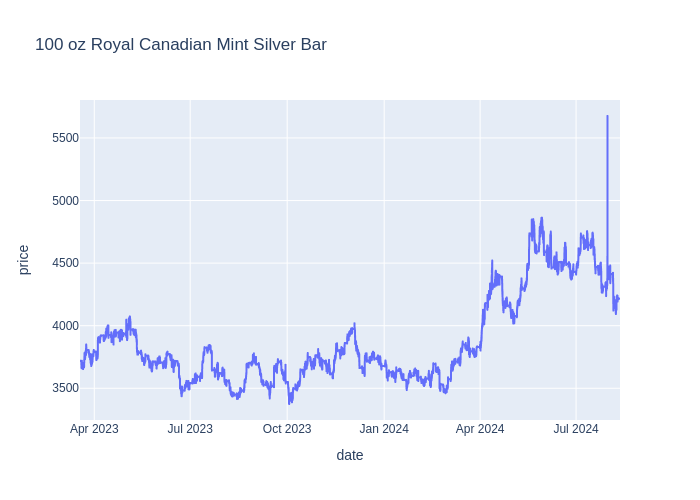 100 oz Royal Canadian Mint Silver Bar
5500
5000
4500
4000
3500
price
Apr 2023 Jul 2023 Oct 2023 Jan 2024 Apr 2024 Jul 2024
date